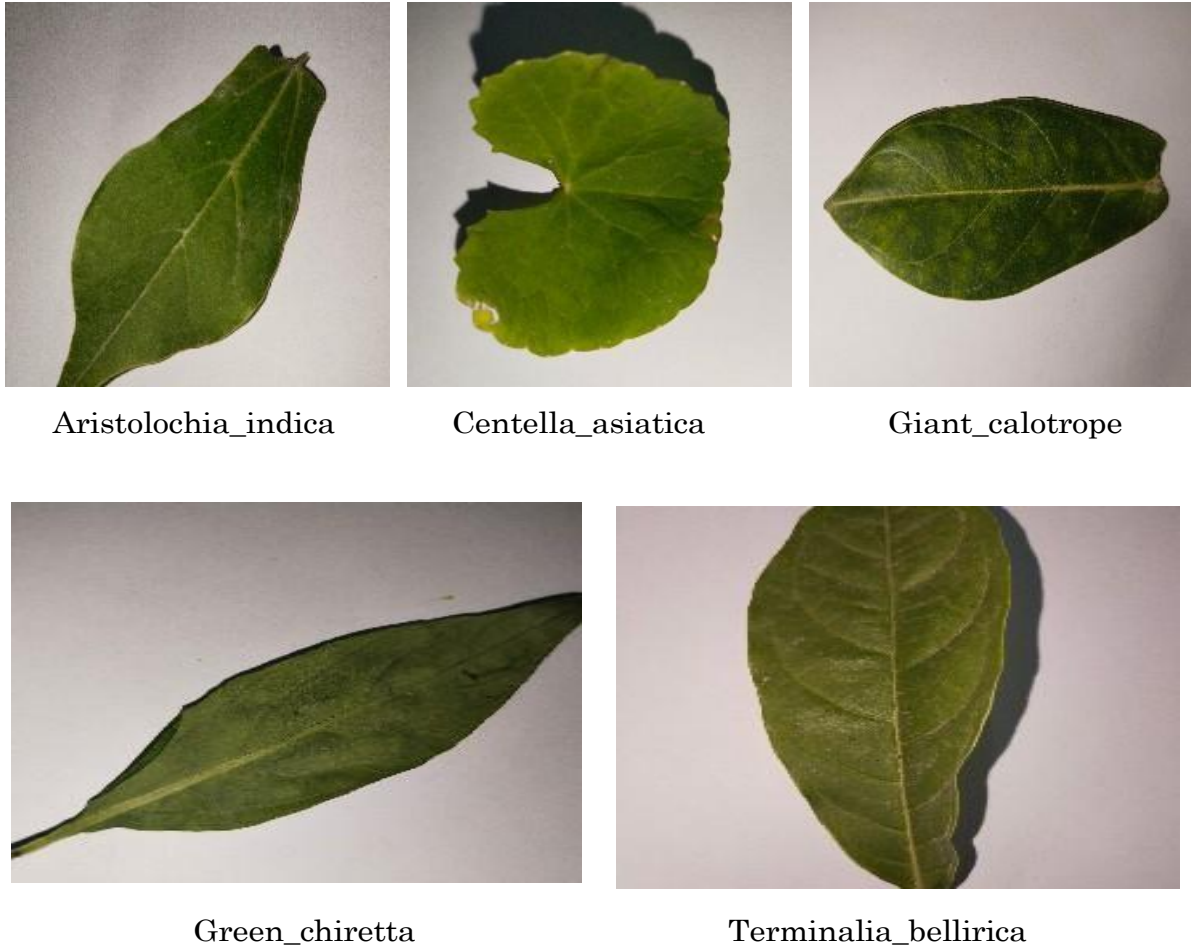 Aristolochia_indica
Centella_asiatica
Giant_calotrope
Green_chiretta
Terminalia_bellirica